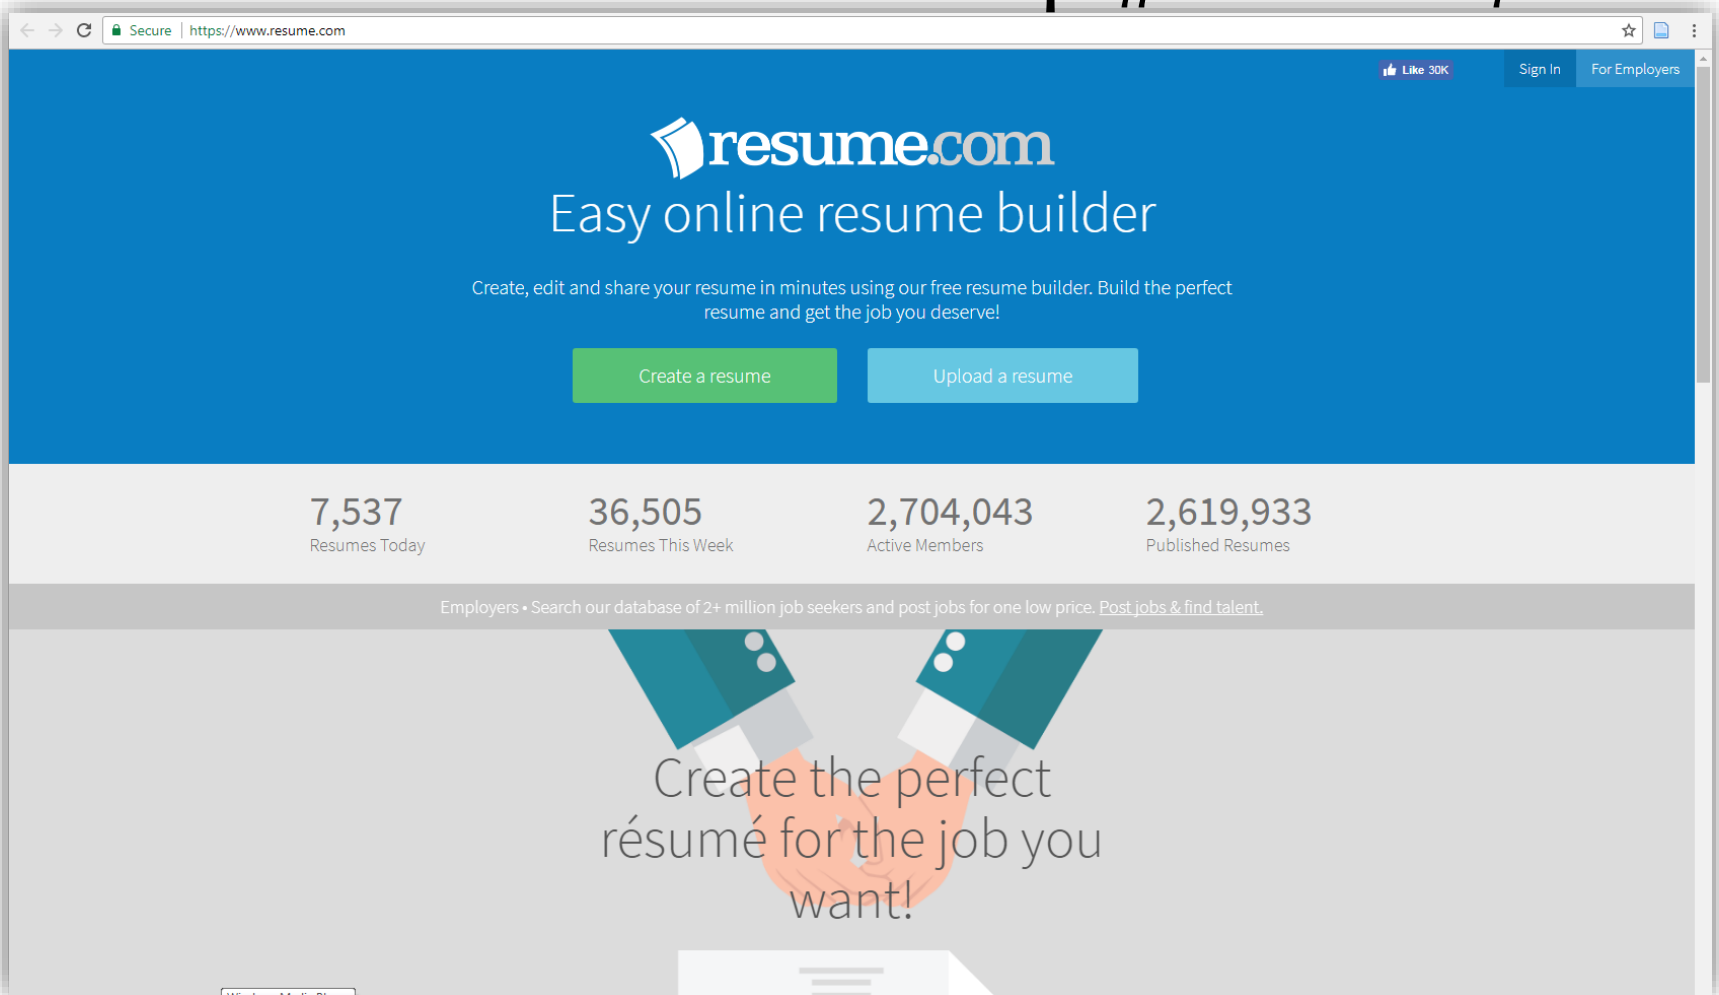 Secure | https://www.resume.com
Like 30K
Sign In
For Employers
resume.com
Easy online resume builder
Create, edit and share your resume in minutes using our free resume builder. Build the perfect
resume and get the job you deserve!
Create a resume
Upload a resume
7,537
Resumes Today
36,505
Resumes This Week
2,704,043
Active Members
2,619,933
Published Resumes
Employers • Search our database of 2+ million job seekers and post jobs for one low price. Post jobs & find talent.
Create the perfect
résumé for the job you
want!